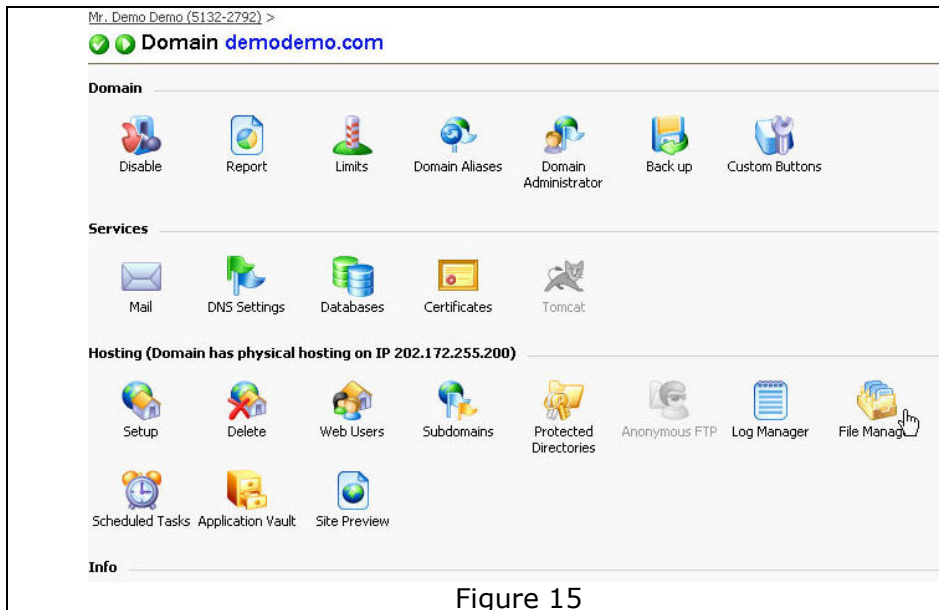 Mr. Demo Demo (5132-2792) >
Domain demodemo.com
Domain
Disable Report Limits Domain Aliases Domain Administrator Back up Custom Buttons
Services
Mail DNS Settings Databases Certificates Tomcat
Hosting (Domain has physical hosting on IP 202.172.255.200)
Setup Delete Web Users Subdomains Protected Directories Anonymous FTP Log Manager File Manag
Scheduled Tasks Application Vault Site Preview
Info
Figure 15